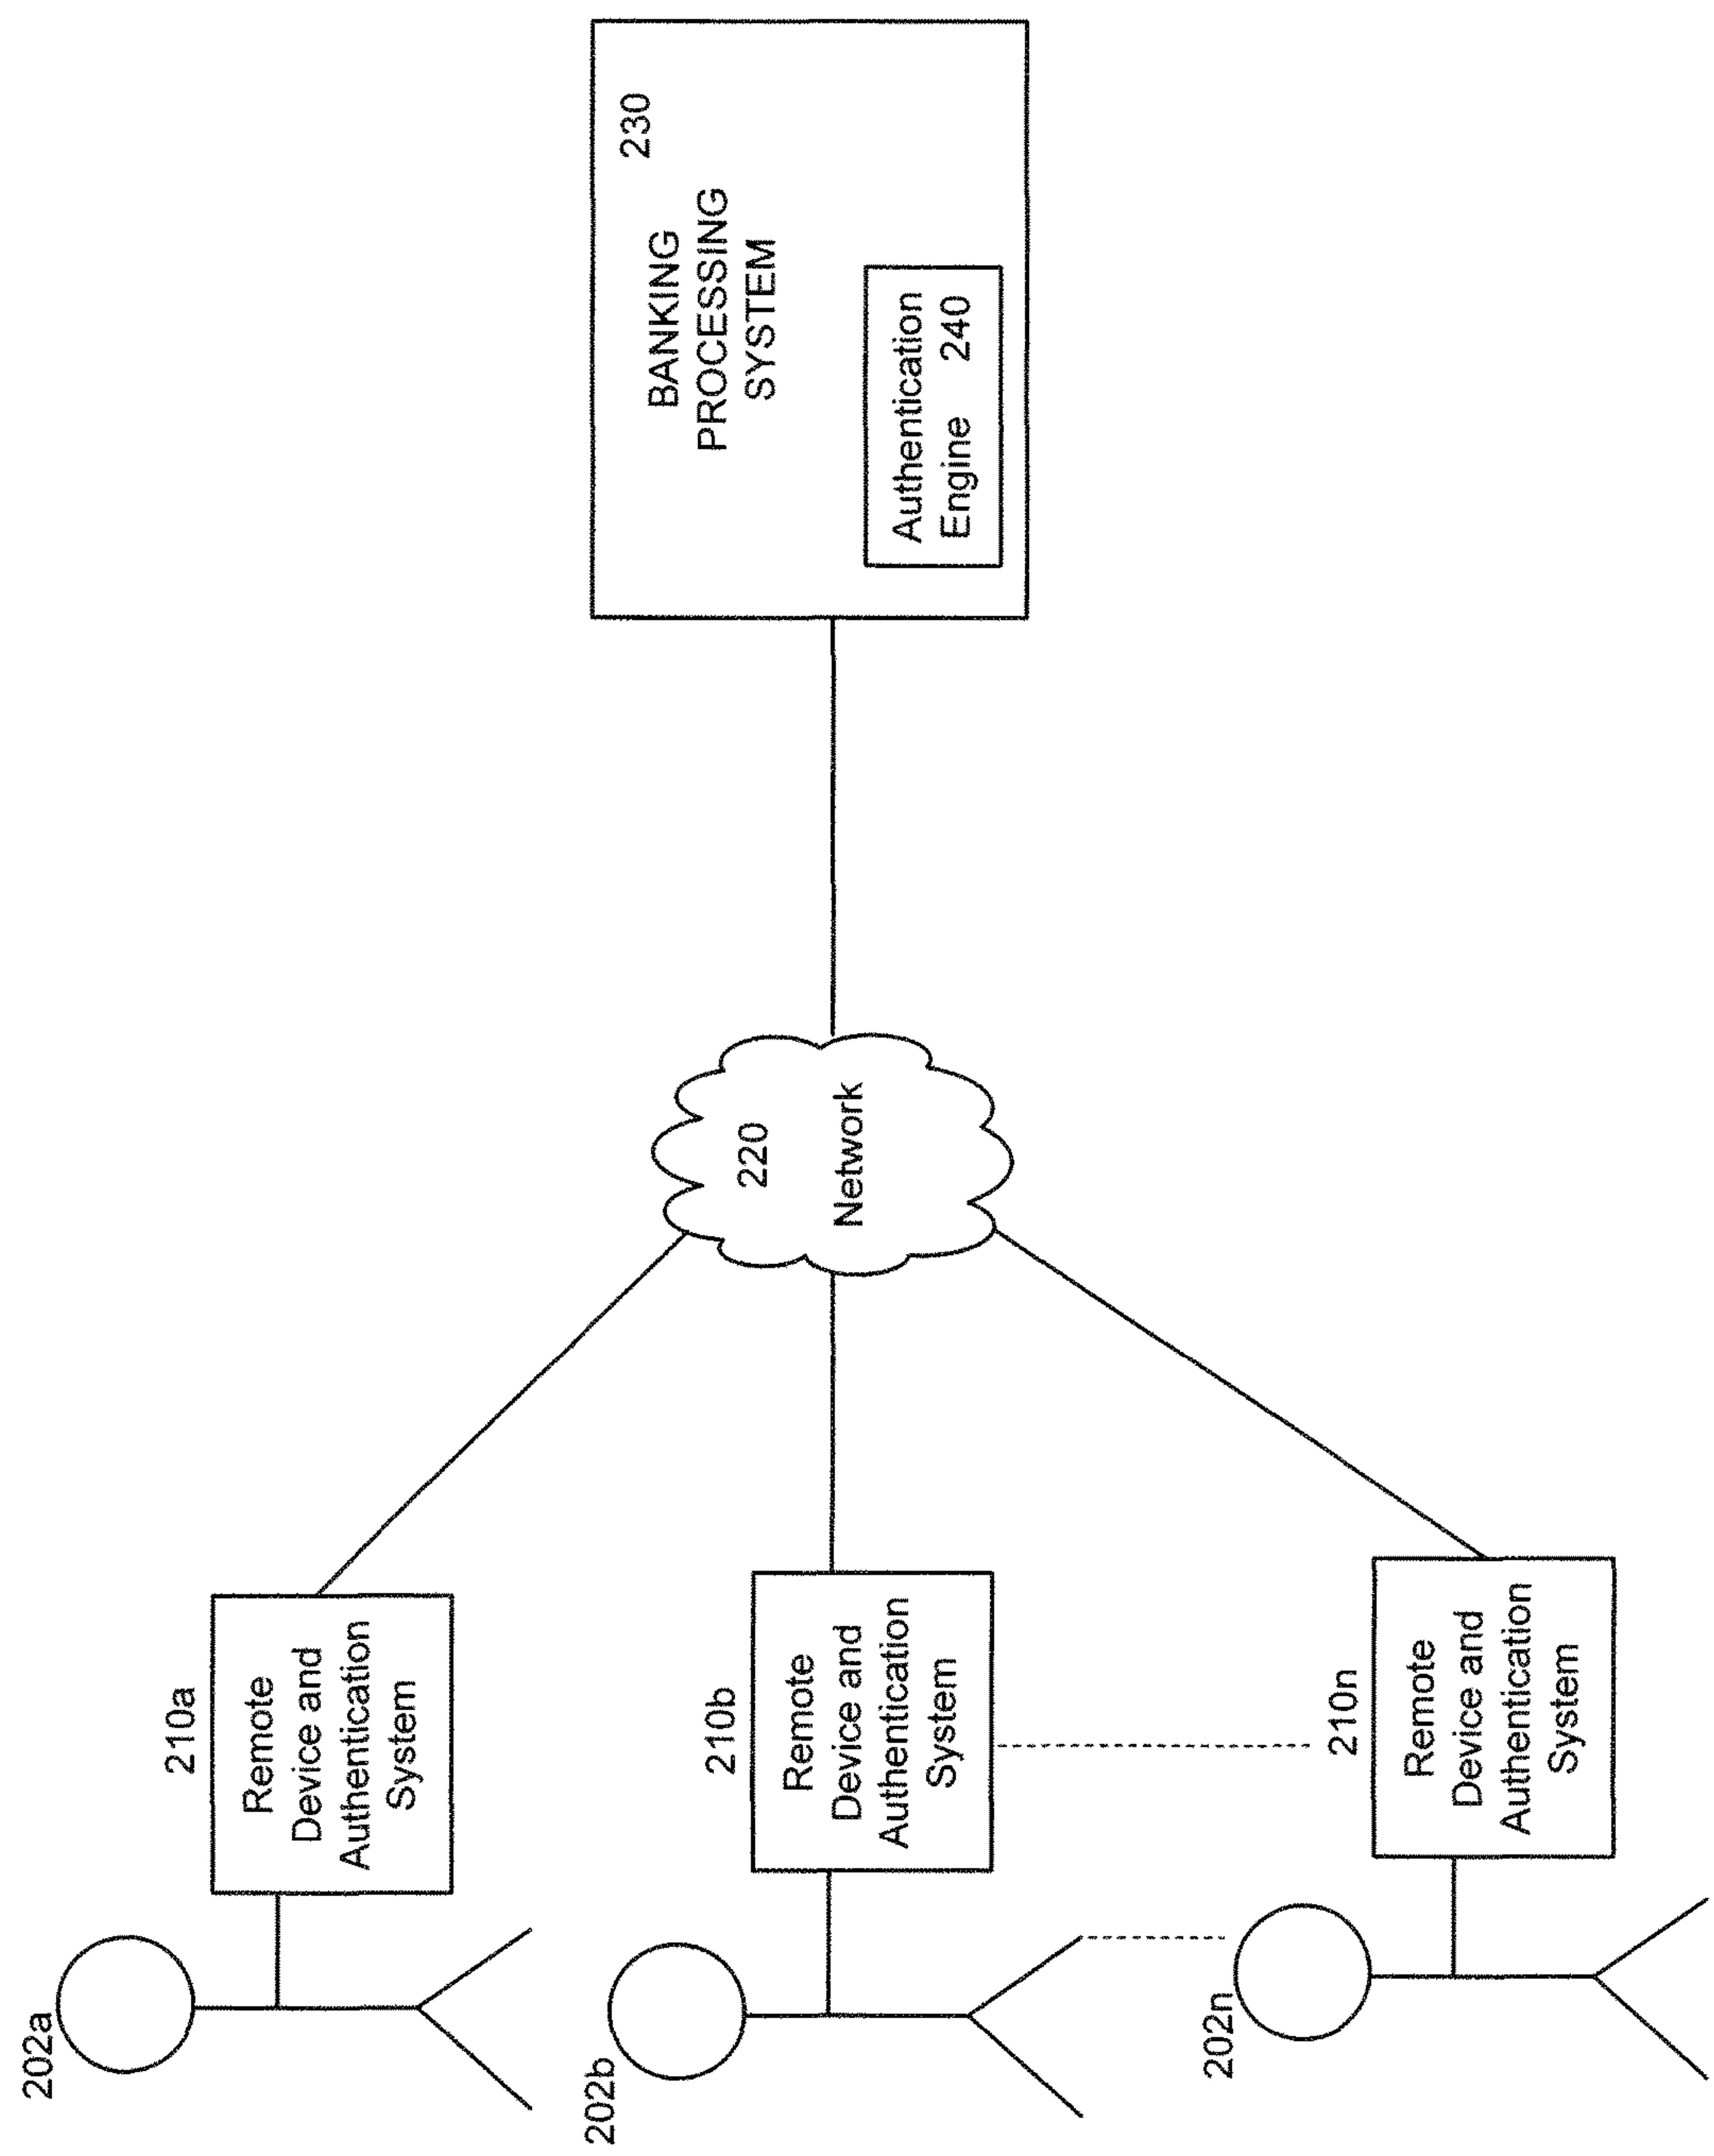 202a
210a
Remote
Device and
Authentication
System
202b
210b
Remote
Device and
Authentication
System
202n
210n
Remote
Device and
Authentication
System
220
Network
230
BANKING
PROCESSING
SYSTEM
Authentication
Engine 240